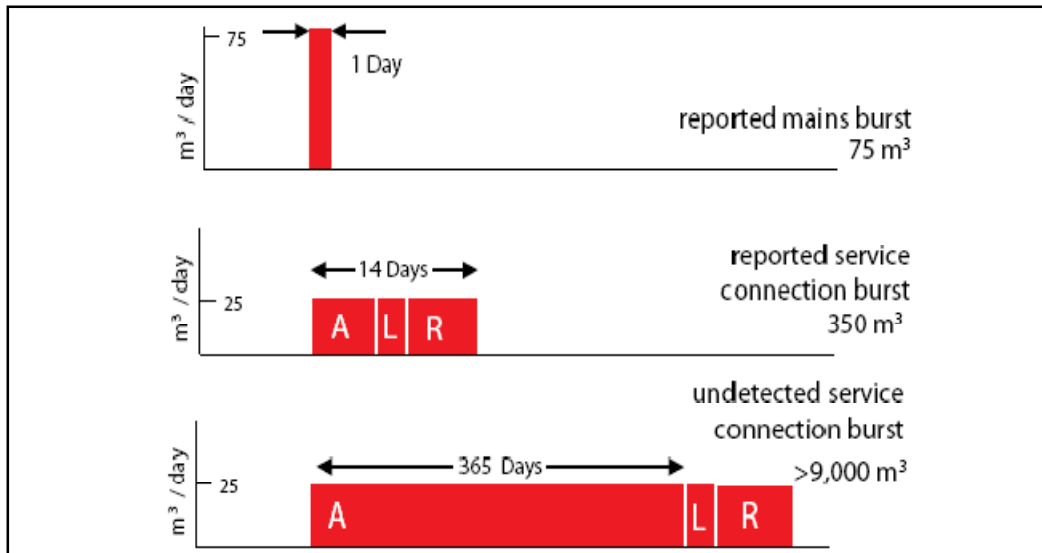 75
m³ / day
1 Day
reported mains burst
75 m³
m³ / day
25
14 Days
A L R
reported service
connection burst
350 m³
m³ / day
25
365 Days
A L R
undetected service
connection burst
>9,000 m³